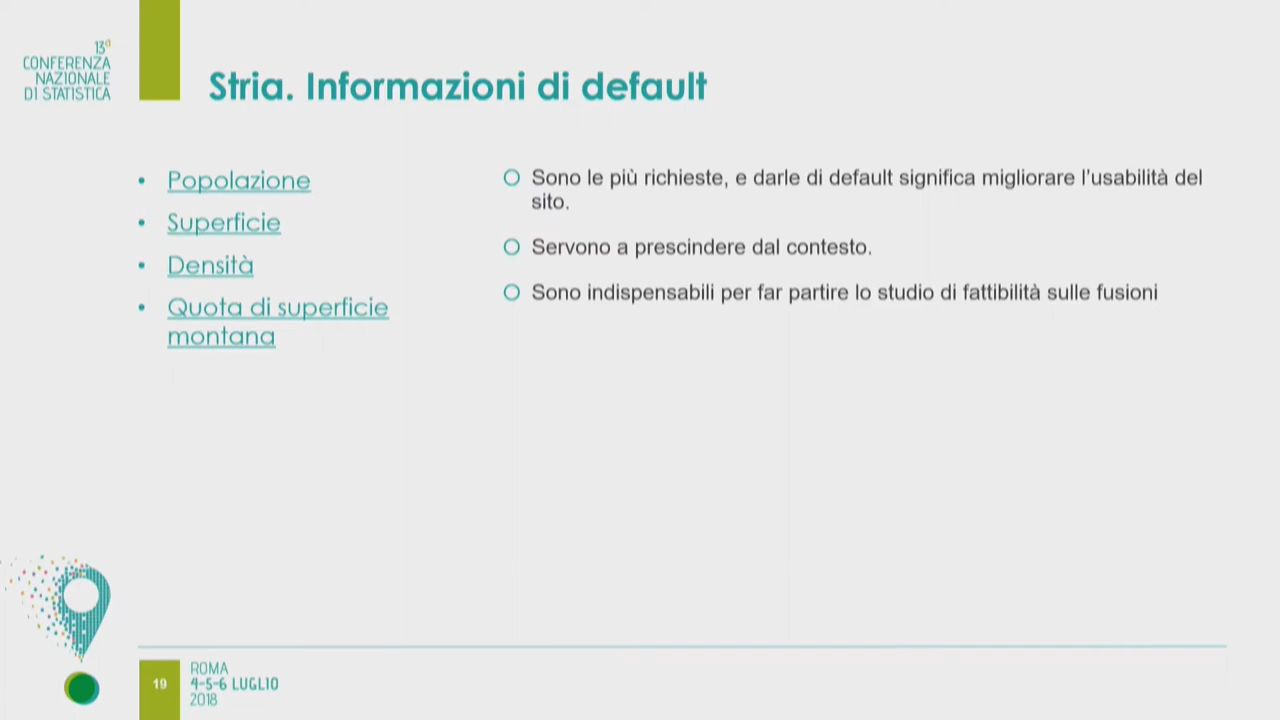 13ª
CONFERENZA
NAZIONALE
DI STATISTICA
Stria. Informazioni di default
• Popolazione
• Superficie
• Densità
• Quota di superficie
montana
Sono le più richieste, e darle di default significa migliorare l'usabilità del
sito.
Servono a prescindere dal contesto.
Sono indispensabili per far partire lo studio di fattibilità sulle fusioni
19
ROMA
4-5-6 LUGLIO
2018